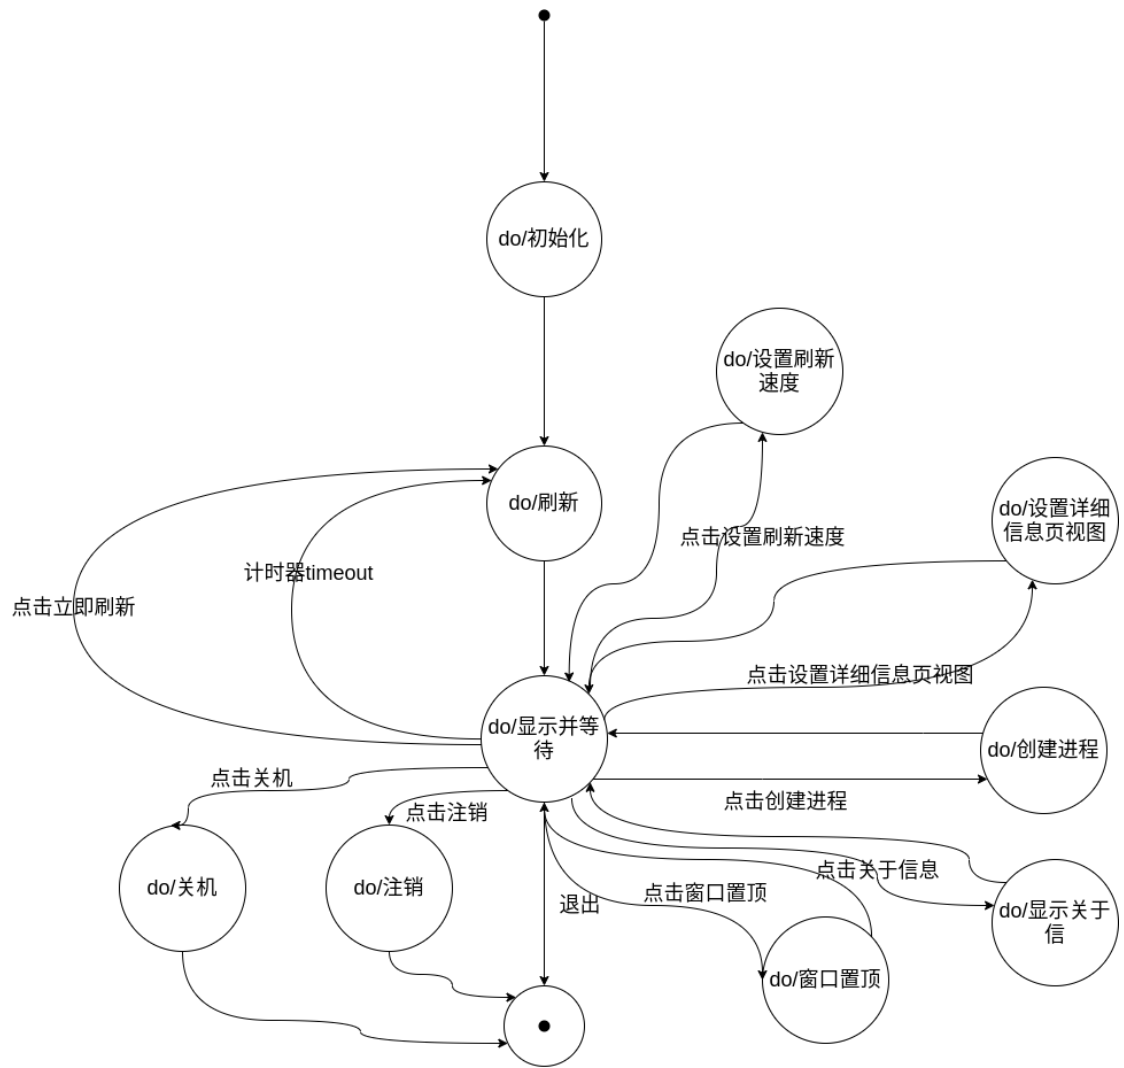 do/初始化
do/设置刷新
速度
do/刷新
do/设置详细
信息页视图
点击设置刷新速度
计时器timeout
点击立即刷新
点击设置详细信息页视图
do/显示并等
待
do/创建进程
点击关机
点击创建进程
点击注销
点击关于信息
do/关机
do/注销
点击窗口置顶
退出
do/显示关于
信
do/窗口置顶